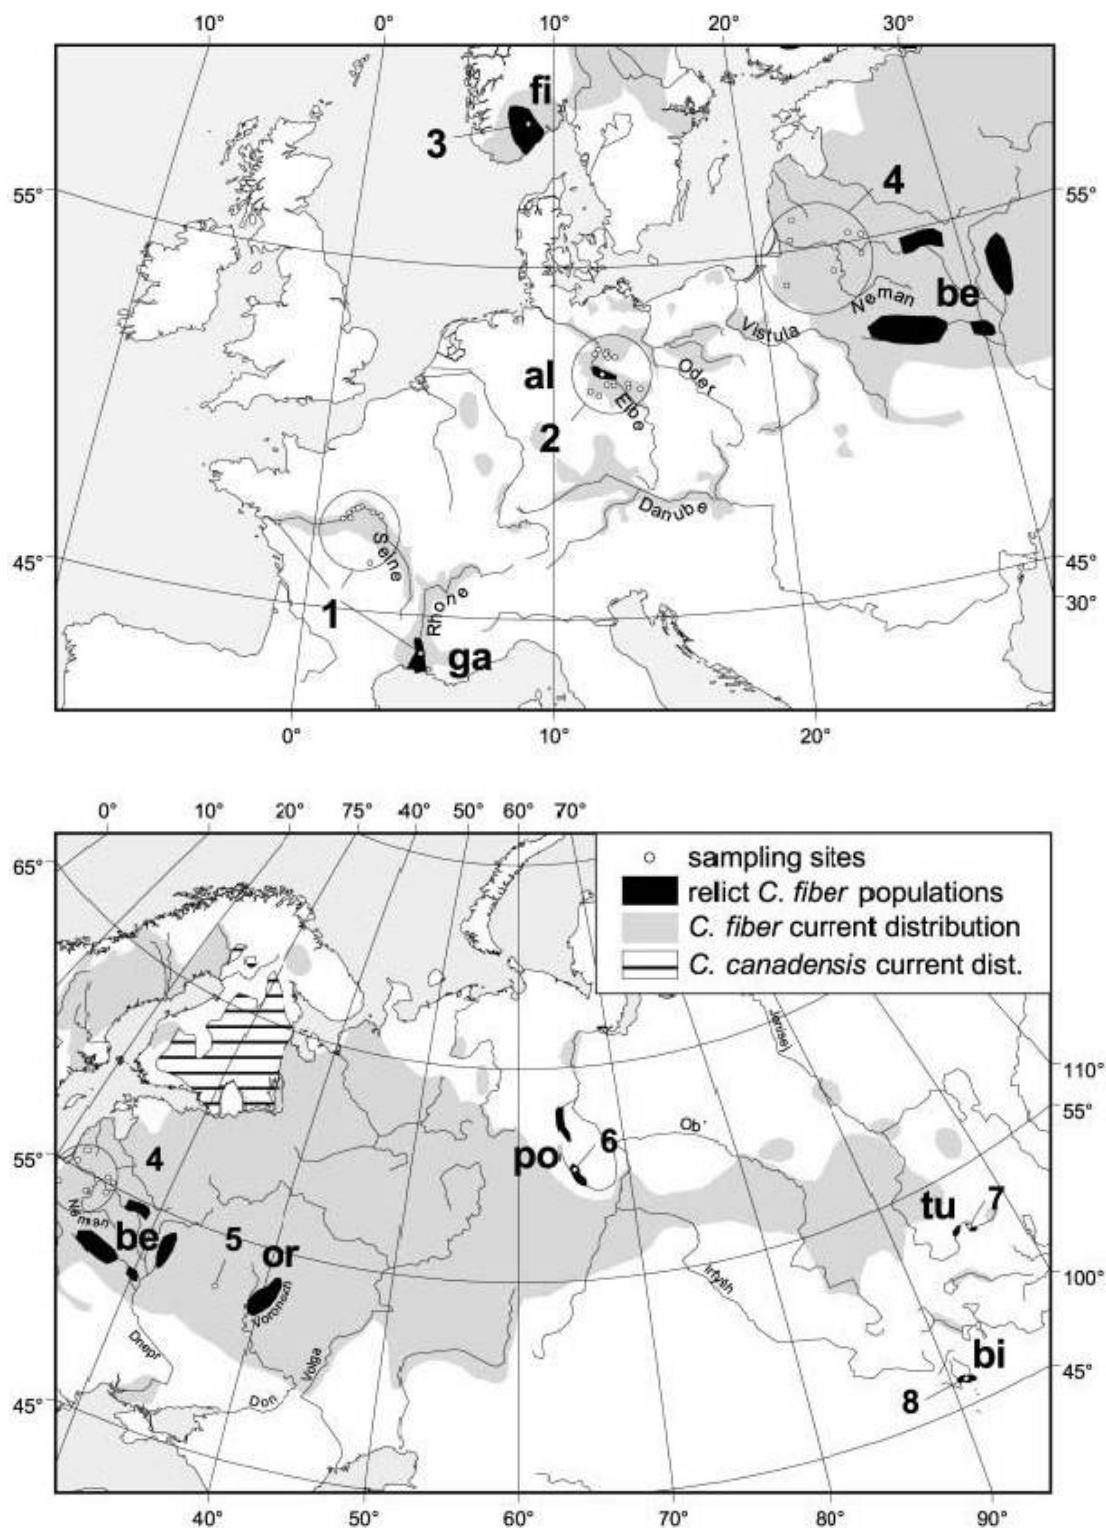 10° 0° 10° 20° 30°
fi
3
55° 4 55°
Neman be
Vistula
al Oder
Elbe
2
Danube
Seine
45° 45°
1 Rhone 30°
ga
0° 10° 20°
0° 10° 20° 75° 40° 50° 60° 70°
65°
sampling sites
relict C. fiber populations
C. fiber current distribution
C. canadensis current dist.
Jenisej
110°
55°
Ob'
po 6
55° 4
Neman
be 5 or
tu 7
Voronezh
100°
Irtysh
Dnepr
Volga
bi
Don
45° 8 45°
40° 50° 60° 70° 80° 90°